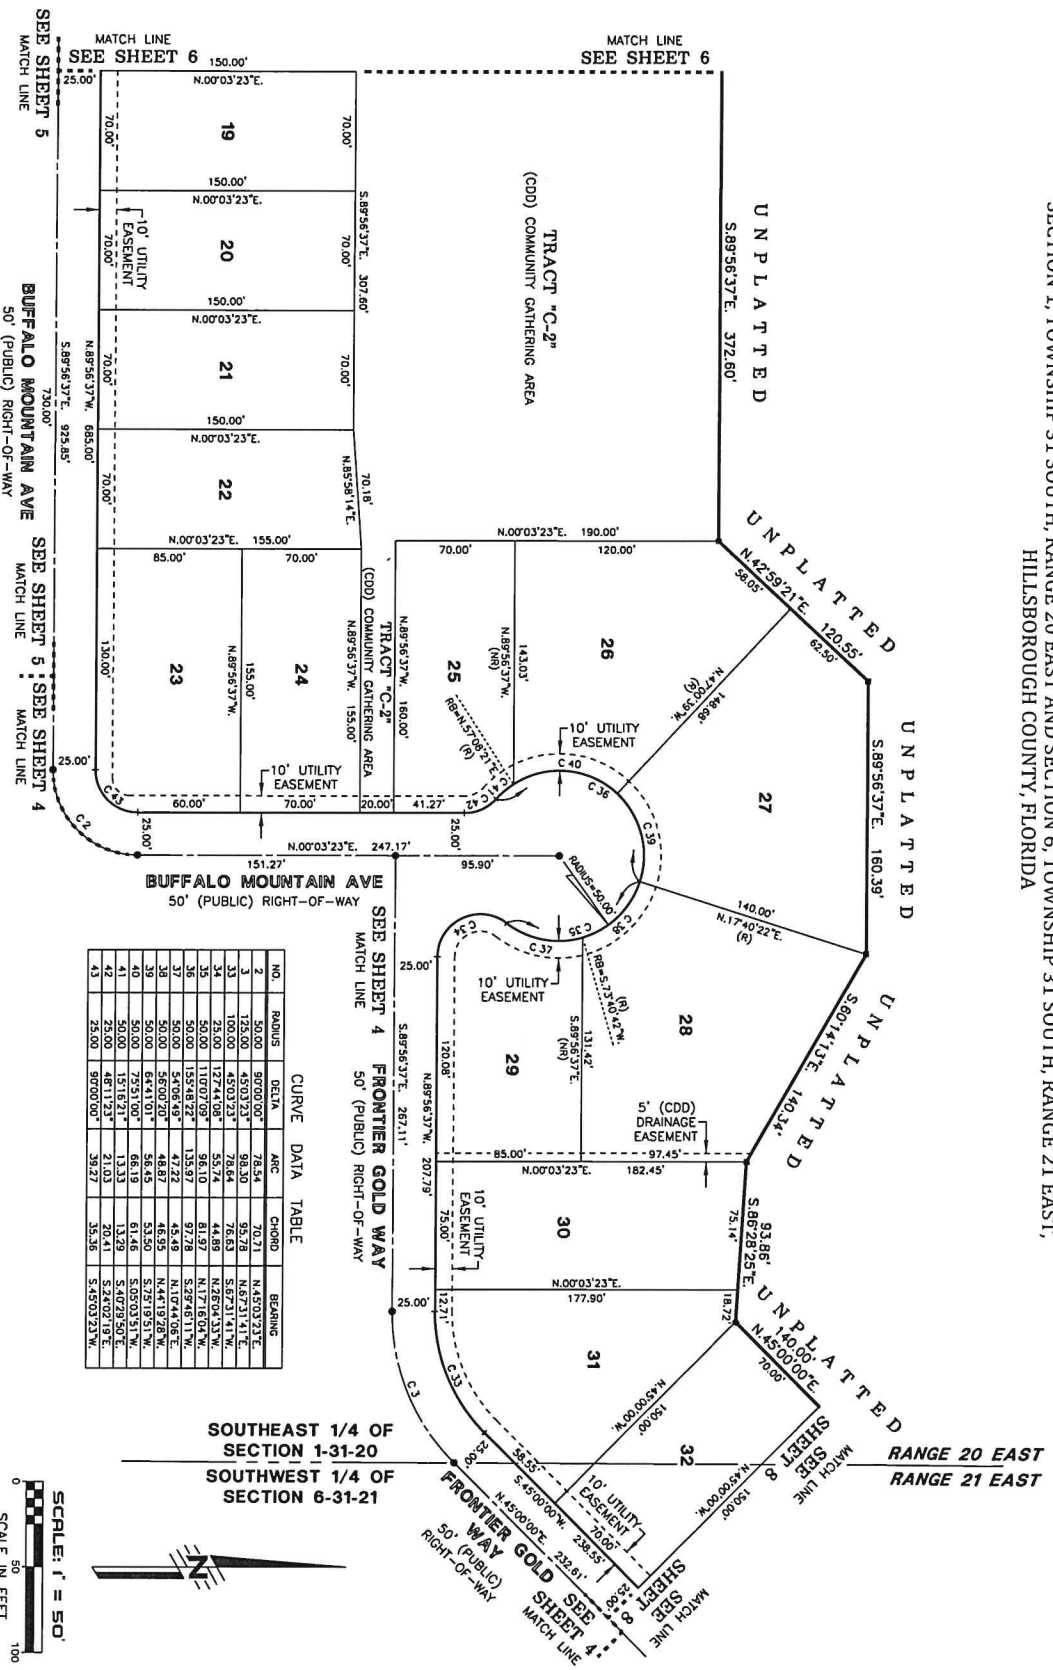 SECTION 1, TOWNSHIP 31 SOUTH, RANGE 20 EAST AND SECTION 6, TOWNSHIP 31 SOUTH, RANGE 21 EAST,
HILLSBOROUGH COUNTY, FLORIDA
MATCH LINE
SEE SHEET 6
MATCH LINE
SEE SHEET 6
SEE SHEET 5
MATCH LINE
25.00'
150.00'
N.00°03'23"E.
70.00'
19
70.00'
150.00'
N.00°03'23"E.
10' UTILITY
EASEMENT
70.00'
20
70.00'
S.89°56'37"E. 307.60'
150.00'
N.00°03'23"E.
70.00'
21
70.00'
150.00'
N.00°03'23"E.
70.00'
22
N.85°58'14"E.
70.18'
N.89°56'37"W. 685.00'
S.89°56'37"E. 925.85'
730.00'
BUFFALO MOUNTAIN AVE
50' (PUBLIC) RIGHT-OF-WAY
SEE SHEET 5
MATCH LINE
SEE SHEET 4
MATCH LINE
TRACT "C-2"
(CDD) COMMUNITY GATHERING AREA
UNPLATTED
S.89°56'37"E. 372.60'
UNPLATTED
N.42°59'21"E. 120.55'
58.05'
62.50'
UNPLATTED
S.89°56'37"E. 160.39'
UNPLATTED
S.60°14'13"E. 140.34'
93.86'
S.86°28'25"E.
75.14'
18.72'
UNPLATTED
140.00'
N.45°00'00"E.
70.00'
N.00°03'23"E. 155.00'
85.00'
70.00'
130.00'
23
N.89°56'37"W.
155.00'
24
TRACT "C-2"
(CDD) COMMUNITY GATHERING AREA
N.89°56'37"W. 155.00'
N.89°56'37"W. 160.00'
N.00°03'23"E. 190.00'
70.00'
120.00'
25
143.03'
N.89°56'37"W.
(NR)
RB=N.57°08'21"E.
(R)
26
N.47°00'39"W. 148.68'
(R)
10' UTILITY
EASEMENT
C 40
C 36
C 41
C 42
C 39
27
140.00'
N.17°40'22"E.
(R)
RADIUS=50.00'
C 38
C 35
C 37
C 34
10' UTILITY
EASEMENT
60.00'
70.00'
20.00'
41.27'
25.00'
C 43
C 2
25.00'
25.00'
N.00°03'23"E. 247.17'
151.27'
95.90'
BUFFALO MOUNTAIN AVE
50' (PUBLIC) RIGHT-OF-WAY
10' UTILITY
EASEMENT
RB=S.73°40'42"W.
(R)
28
131.42'
S.89°56'37"E.
(NR)
29
5' (CDD)
DRAINAGE
EASEMENT
85.00'
97.45'
N.00°03'23"E. 182.45'
25.00'
120.08'
N.89°56'37"W. 207.79'
75.00'
12.71'
S.89°56'37"E. 267.11'
SEE SHEET 4
MATCH LINE
FRONTIER GOLD WAY
50' (PUBLIC) RIGHT-OF-WAY
10' UTILITY
EASEMENT
30
N.00°03'23"E.
177.90'
25.00'
31
C 33
C 3
N.45°00'00"W. 150.00'
32
N.45°00'00"W. 150.00'
25.00'
58.55'
S.45°00'00"W. 238.55'
70.00'
10' UTILITY
EASEMENT
N.45°00'00"E. 232.61'
25.00'
FRONTIER GOLD
WAY
50' (PUBLIC)
RIGHT-OF-WAY
SEE
SHEET 4
MATCH LINE
SEE
SHEET 8
MATCH LINE
SEE
SHEET 8
MATCH LINE
RANGE 20 EAST
RANGE 21 EAST
SOUTHEAST 1/4 OF
SECTION 1-31-20
SOUTHWEST 1/4 OF
SECTION 6-31-21
CURVE DATA TABLE
NO. RADIUS DELTA ARC CHORD BEARING
2 50.00 90°00'00" 78.54 70.71 N.45°03'23"E.
3 125.00 45°03'23" 98.30 95.78 N.67°31'41"E.
33 100.00 45°03'23" 78.64 76.63 S.67°31'41"W.
34 25.00 127°44'08" 55.74 44.89 N.26°04'33"W.
35 50.00 110°07'09" 96.10 81.97 N.17°16'04"W.
36 50.00 155°48'22" 135.97 97.78 S.29°46'11"W.
37 50.00 54°06'49" 47.22 45.49 N.10°44'06"E.
38 50.00 56°00'20" 48.87 46.95 N.44°19'28"W.
39 50.00 64°41'01" 56.45 53.50 S.75°19'51"W.
40 50.00 75°51'00" 66.19 61.46 S.05°03'51"W.
41 50.00 15°16'21" 13.33 13.29 S.40°29'50"E.
42 25.00 48°11'23" 21.03 20.41 S.24°02'19"E.
43 25.00 90°00'00" 39.27 35.36 S.45°03'23"W.
N
SCALE: 1" = 50'
0 50 100
SCALE IN FEET